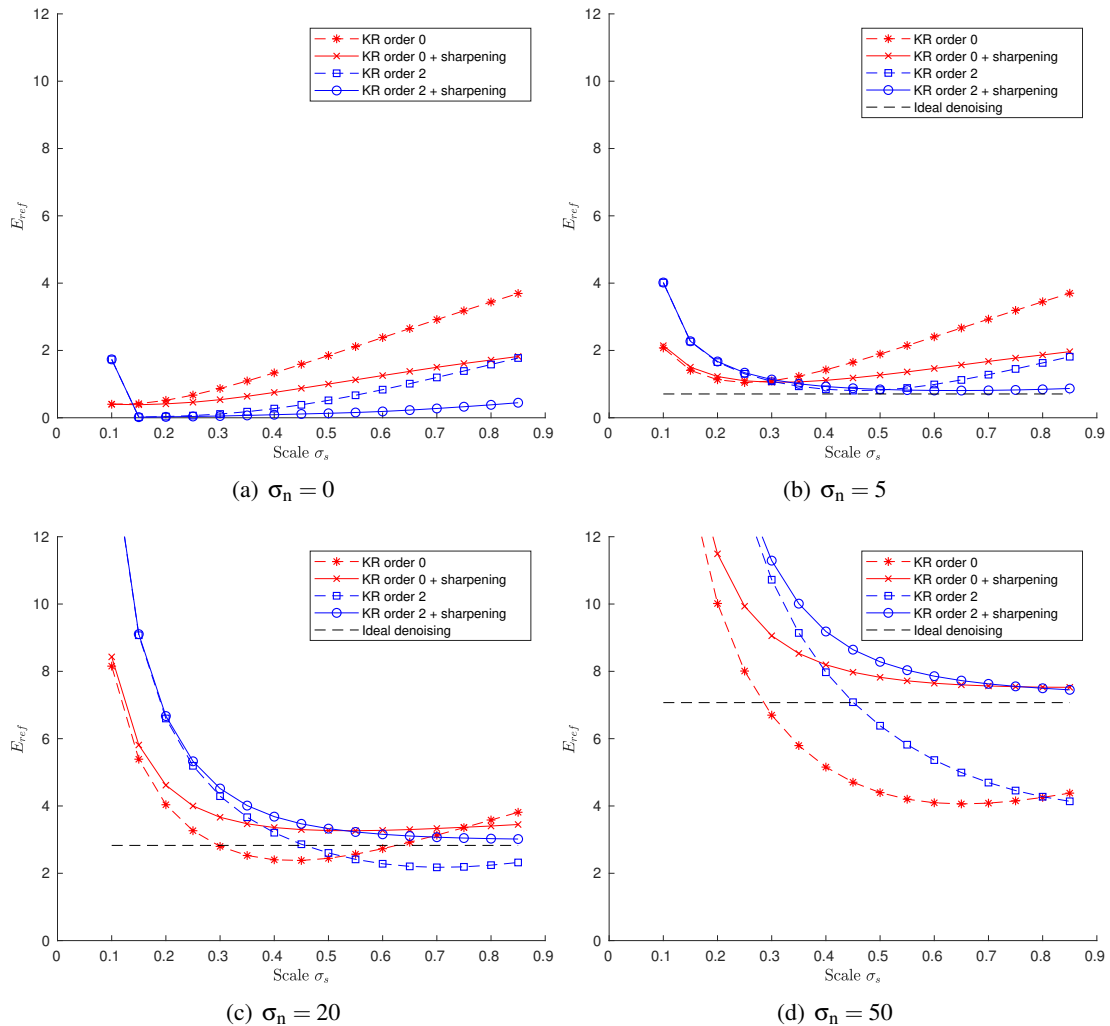 12
10
8
6
4
2
0
E_ref
KR order 0
KR order 0 + sharpening
KR order 2
KR order 2 + sharpening
0 0.1 0.2 0.3 0.4 0.5 0.6 0.7 0.8 0.9
Scale σ_s
(a) σ_n = 0
12
10
8
6
4
2
0
E_ref
KR order 0
KR order 0 + sharpening
KR order 2
KR order 2 + sharpening
Ideal denoising
0 0.1 0.2 0.3 0.4 0.5 0.6 0.7 0.8 0.9
Scale σ_s
(b) σ_n = 5
12
10
8
6
4
2
0
E_ref
KR order 0
KR order 0 + sharpening
KR order 2
KR order 2 + sharpening
Ideal denoising
0 0.1 0.2 0.3 0.4 0.5 0.6 0.7 0.8 0.9
Scale σ_s
(c) σ_n = 20
12
10
8
6
4
2
0
E_ref
KR order 0
KR order 0 + sharpening
KR order 2
KR order 2 + sharpening
Ideal denoising
0 0.1 0.2 0.3 0.4 0.5 0.6 0.7 0.8 0.9
Scale σ_s
(d) σ_n = 50